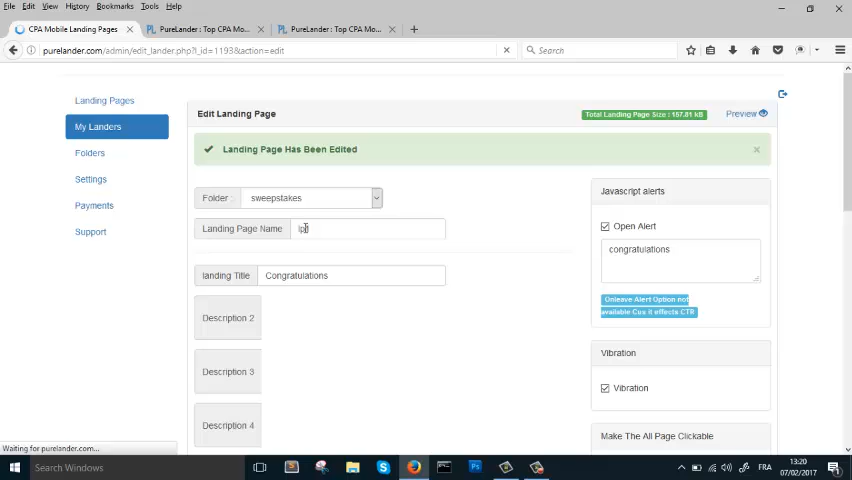 File Edit View History Bookmarks Tools Help
CPA Mobile Landing Pages × PureLander : Top CPA Mo... × PureLander : Top CPA Mo... × +
purelander.com/admin/edit_lander.php?l_id=1193&action=edit Search
Landing Pages
My Landers
Folders
Settings
Payments
Support
Edit Landing Page Total Landing Page Size : 157.81 kB Preview
Landing Page Has Been Edited ×
Folder : sweepstakes
Landing Page Name
landing Title Congratulations
Description 2
Description 3
Description 4
Javascript alerts
Open Alert
congratulations
Onleave Alert Option not
available Cus it effects CTR
Vibration
Vibration
Make The All Page Clickable
Waiting for purelander.com...
Search Windows
FRA
13:20
07/02/2017